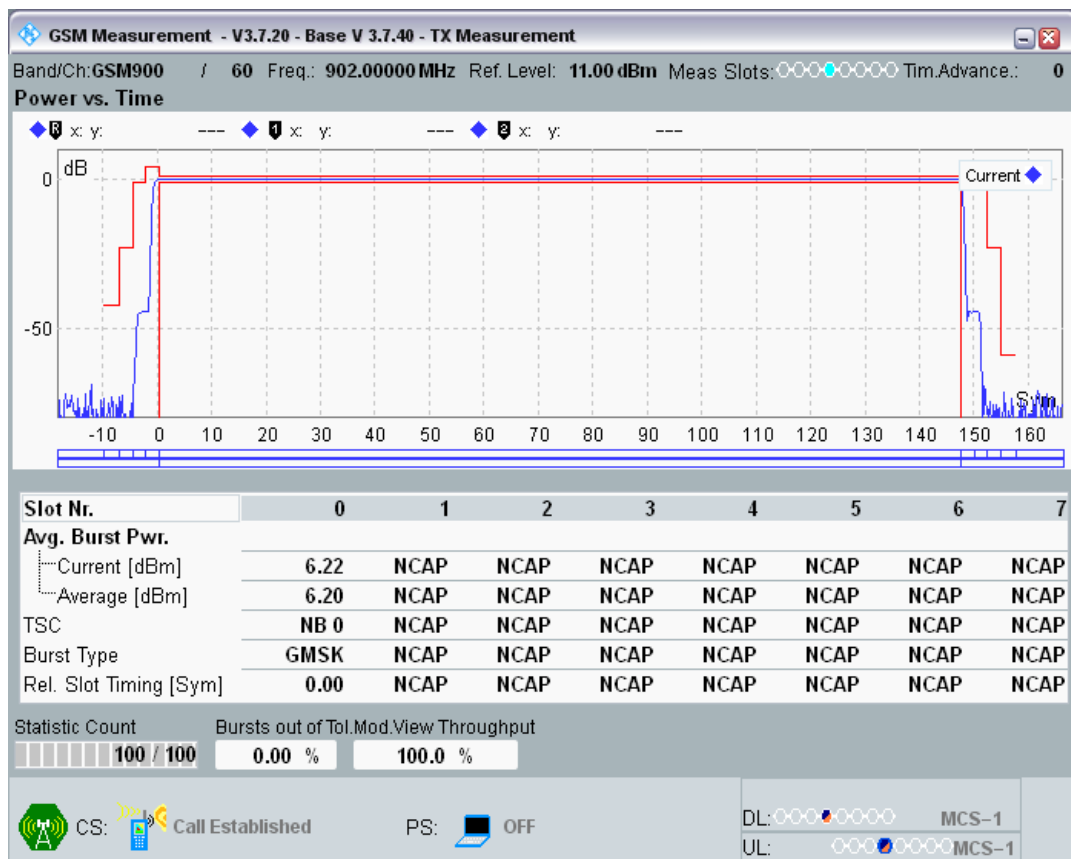 GSM Measurement - V3.7.20 - Base V 3.7.40 - TX Measurement
Band/Ch:GSM900 / 60 Freq.: 902.00000 MHz Ref. Level: 11.00 dBm Meas Slots: Tim.Advance.: 0
Power vs. Time
R x: y: --- 1 x: y: --- 2 x: y: ---
dB
Current
0
-50
Sym
-10 0 10 20 30 40 50 60 70 80 90 100 110 120 130 140 150 160
Slot Nr. 0 1 2 3 4 5 6 7
Avg. Burst Pwr.
Current [dBm] 6.22 NCAP NCAP NCAP NCAP NCAP NCAP NCAP
Average [dBm] 6.20 NCAP NCAP NCAP NCAP NCAP NCAP NCAP
TSC NB 0 NCAP NCAP NCAP NCAP NCAP NCAP NCAP
Burst Type GMSK NCAP NCAP NCAP NCAP NCAP NCAP NCAP
Rel. Slot Timing [Sym] 0.00 NCAP NCAP NCAP NCAP NCAP NCAP NCAP
Statistic Count Bursts out of Tol. Mod.View Throughput
100 / 100 0.00 % 100.0 %
CS: Call Established PS: OFF
DL: MCS-1
UL: MCS-1